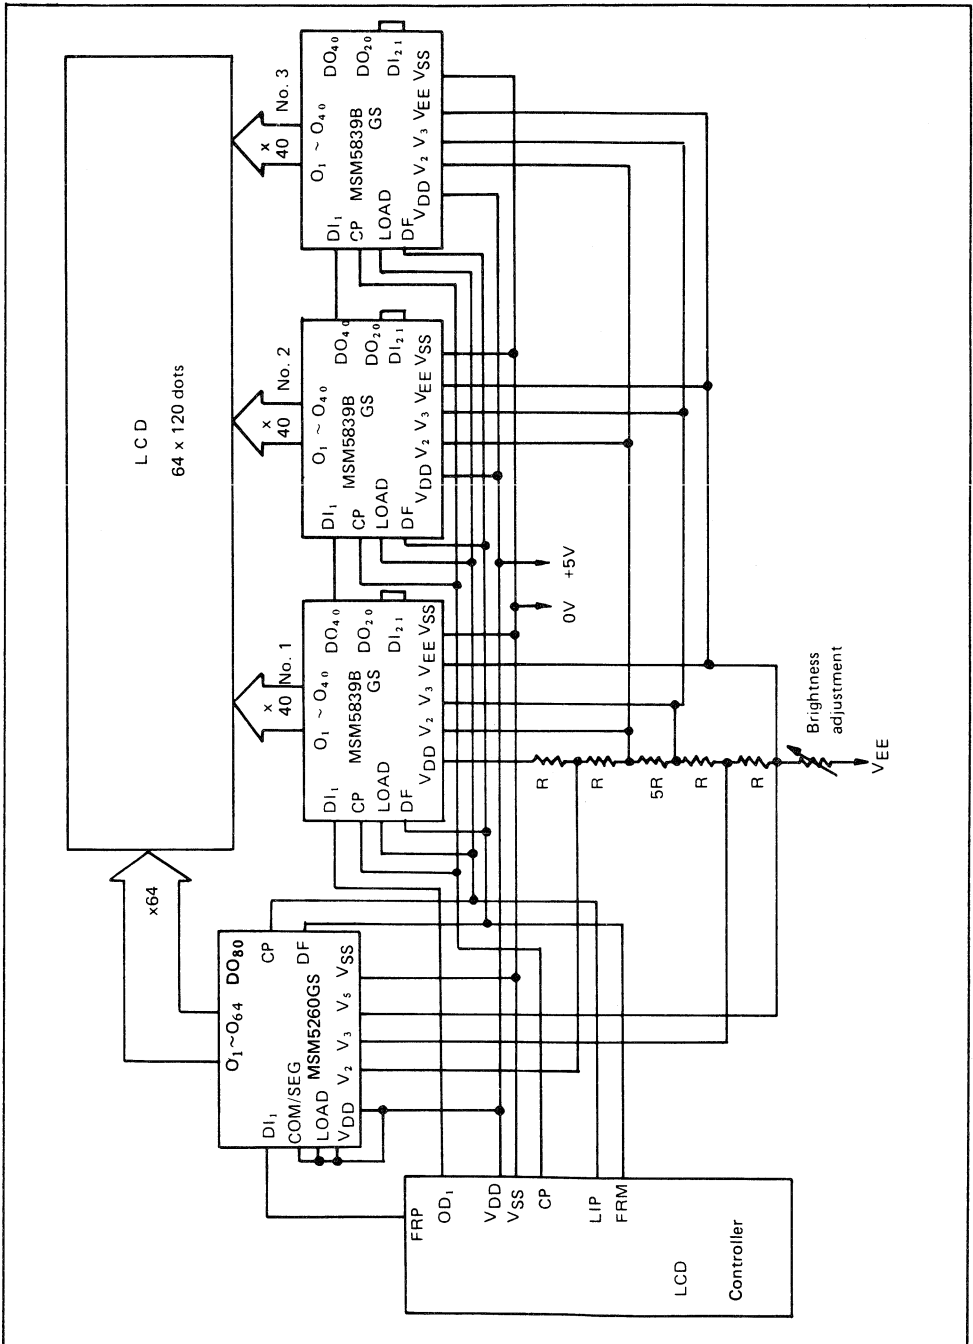 LCD
64 x 120 dots
x64
x
40
No. 1
x
40
No. 2
x
40
No. 3
O1~O64
DO80
DI1
CP
COM/SEG
DF
LOAD
MSM5260GS
VDD
V2
V3
V5
VSS
O1 ~ O40
DI1
DO40
CP
MSM5839B
GS
DO20
LOAD
DI21
DF
VDD
V2
V3
VEE
VSS
O1 ~ O40
DI1
DO40
CP
MSM5839B
GS
DO20
LOAD
DI21
DF
VDD
V2
V3
VEE
VSS
O1 ~ O40
DI1
DO40
CP
MSM5839B
GS
DO20
LOAD
DI21
DF
VDD
V2
V3
VEE
VSS
FRP
OD1
VDD
VSS
CP
LIP
FRM
LCD
Controller
0V
+5V
R
R
5R
R
R
Brightness
adjustment
VEE